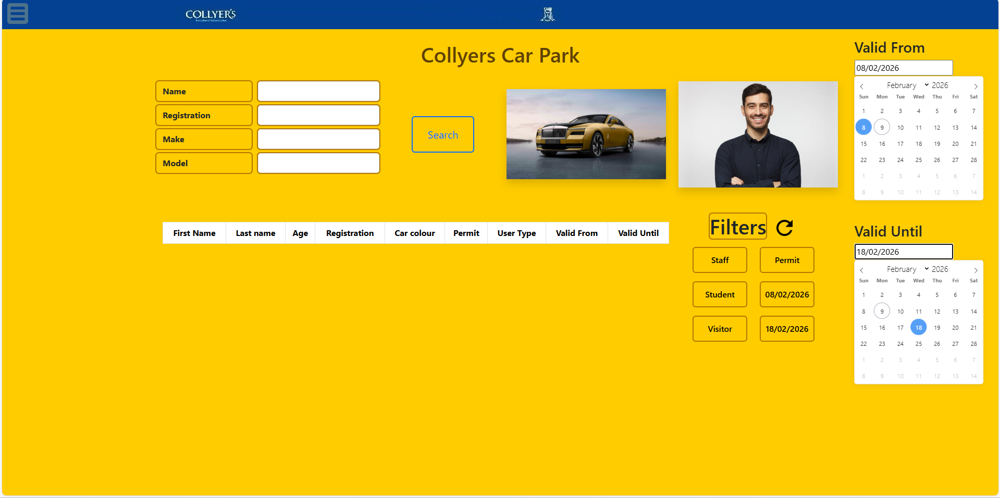 COLLYER'S
The College of Richard Collyer
Collyers Car Park
Name
Registration
Make
Model
Search
Valid From
08/02/2026
February 2026
Sun Mon Tue Wed Thu Fri Sat
1 2 3 4 5 6 7
8 9 10 11 12 13 14
15 16 17 18 19 20 21
22 23 24 25 26 27 28
1 2 3 4 5 6 7
8 9 10 11 12 13 14
First Name Last name Age Registration Car colour Permit User Type Valid From Valid Until
Filters
Staff Permit
Student 08/02/2026
Visitor 18/02/2026
Valid Until
18/02/2026
February 2026
Sun Mon Tue Wed Thu Fri Sat
1 2 3 4 5 6 7
8 9 10 11 12 13 14
15 16 17 18 19 20 21
22 23 24 25 26 27 28
1 2 3 4 5 6 7
8 9 10 11 12 13 14